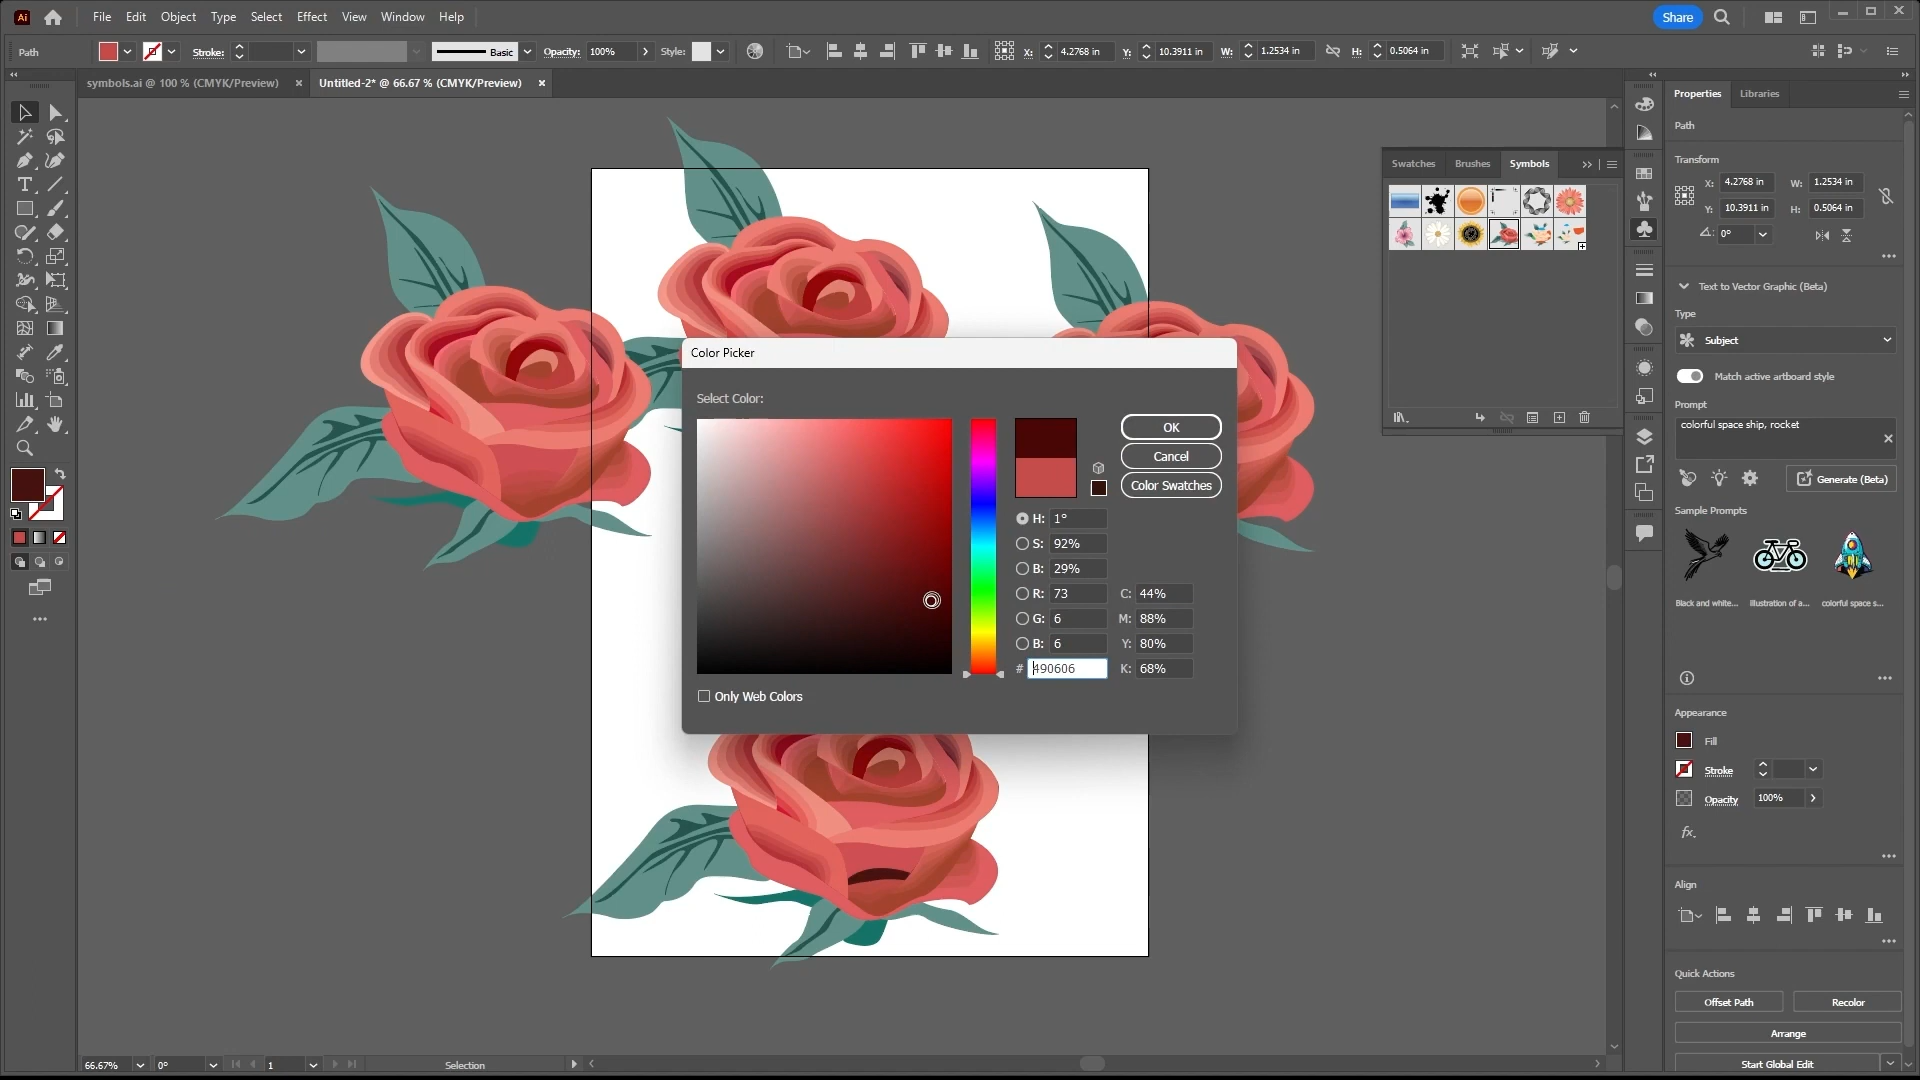 Ai File Edit Object Type Select Effect View Window Help Share
Path Stroke: Basic Opacity: 100% Style: X: 4.2768 in Y: 10.3911 in W: 1.2534 in H: 0.5064 in
symbols.ai @ 100 % (CMYK/Preview) Untitled-2* @ 66.67 % (CMYK/Preview)
Properties Libraries
Path
Transform
X: 4.2768 in W: 1.2534 in
Y: 10.3911 in H: 0.5064 in
0°
Swatches Brushes Symbols
Text to Vector Graphic (Beta)
Type
Subject
Match active artboard style
Prompt
colorful space ship, rocket
Generate (Beta)
Sample Prompts
Black and white... Illustration of a... colorful space s...
Color Picker
Select Color:
OK
Cancel
Color Swatches
H: 1°
S: 92%
B: 29%
R: 73 C: 44%
G: 6 M: 88%
B: 6 Y: 80%
# 490606 K: 68%
Only Web Colors
Appearance
Fill
Stroke
Opacity 100%
fx.
Align
Quick Actions
Offset Path Recolor
Arrange
Start Global Edit
66.67% 0° 1 Selection